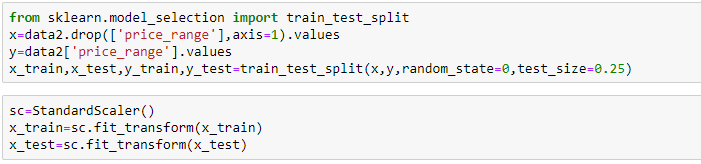 from sklearn.model_selection import train_test_split
x=data2.drop(['price_range'],axis=1).values
y=data2['price_range'].values
x_train,x_test,y_train,y_test=train_test_split(x,y,random_state=0,test_size=0.25)
sc=StandardScaler()
x_train=sc.fit_transform(x_train)
x_test=sc.fit_transform(x_test)